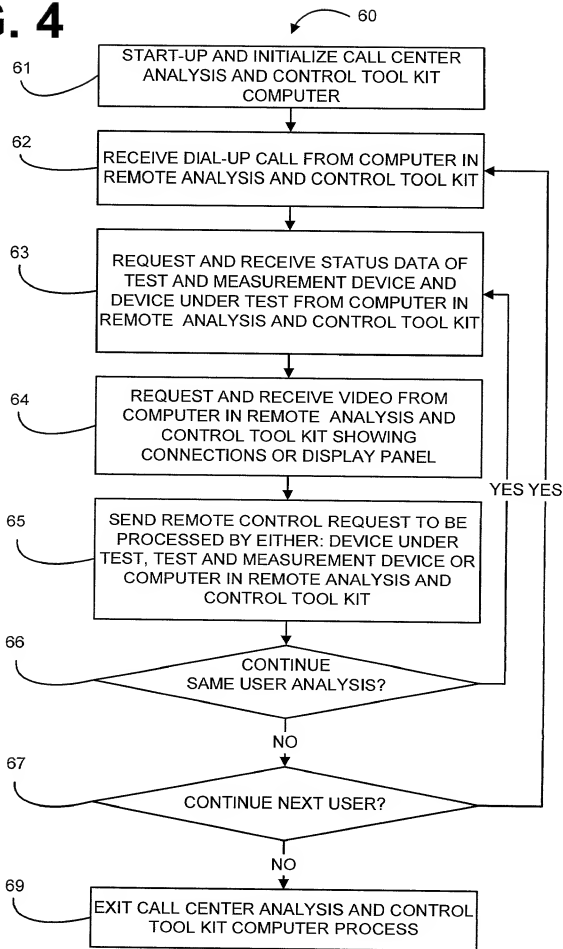 G. 4
60
61
START-UP AND INITIALIZE CALL CENTER
ANALYSIS AND CONTROL TOOL KIT
COMPUTER
62
RECEIVE DIAL-UP CALL FROM COMPUTER IN
REMOTE ANALYSIS AND CONTROL TOOL KIT
63
REQUEST AND RECEIVE STATUS DATA OF
TEST AND MEASUREMENT DEVICE AND
DEVICE UNDER TEST FROM COMPUTER IN
REMOTE ANALYSIS AND CONTROL TOOL KIT
64
REQUEST AND RECEIVE VIDEO FROM
COMPUTER IN REMOTE ANALYSIS AND
CONTROL TOOL KIT SHOWING
CONNECTIONS OR DISPLAY PANEL
YES YES
65
SEND REMOTE CONTROL REQUEST TO BE
PROCESSED BY EITHER: DEVICE UNDER
TEST, TEST AND MEASUREMENT DEVICE OR
COMPUTER IN REMOTE ANALYSIS AND
CONTROL TOOL KIT
66
CONTINUE
SAME USER ANALYSIS?
NO
67
CONTINUE NEXT USER?
NO
69
EXIT CALL CENTER ANALYSIS AND CONTROL
TOOL KIT COMPUTER PROCESS